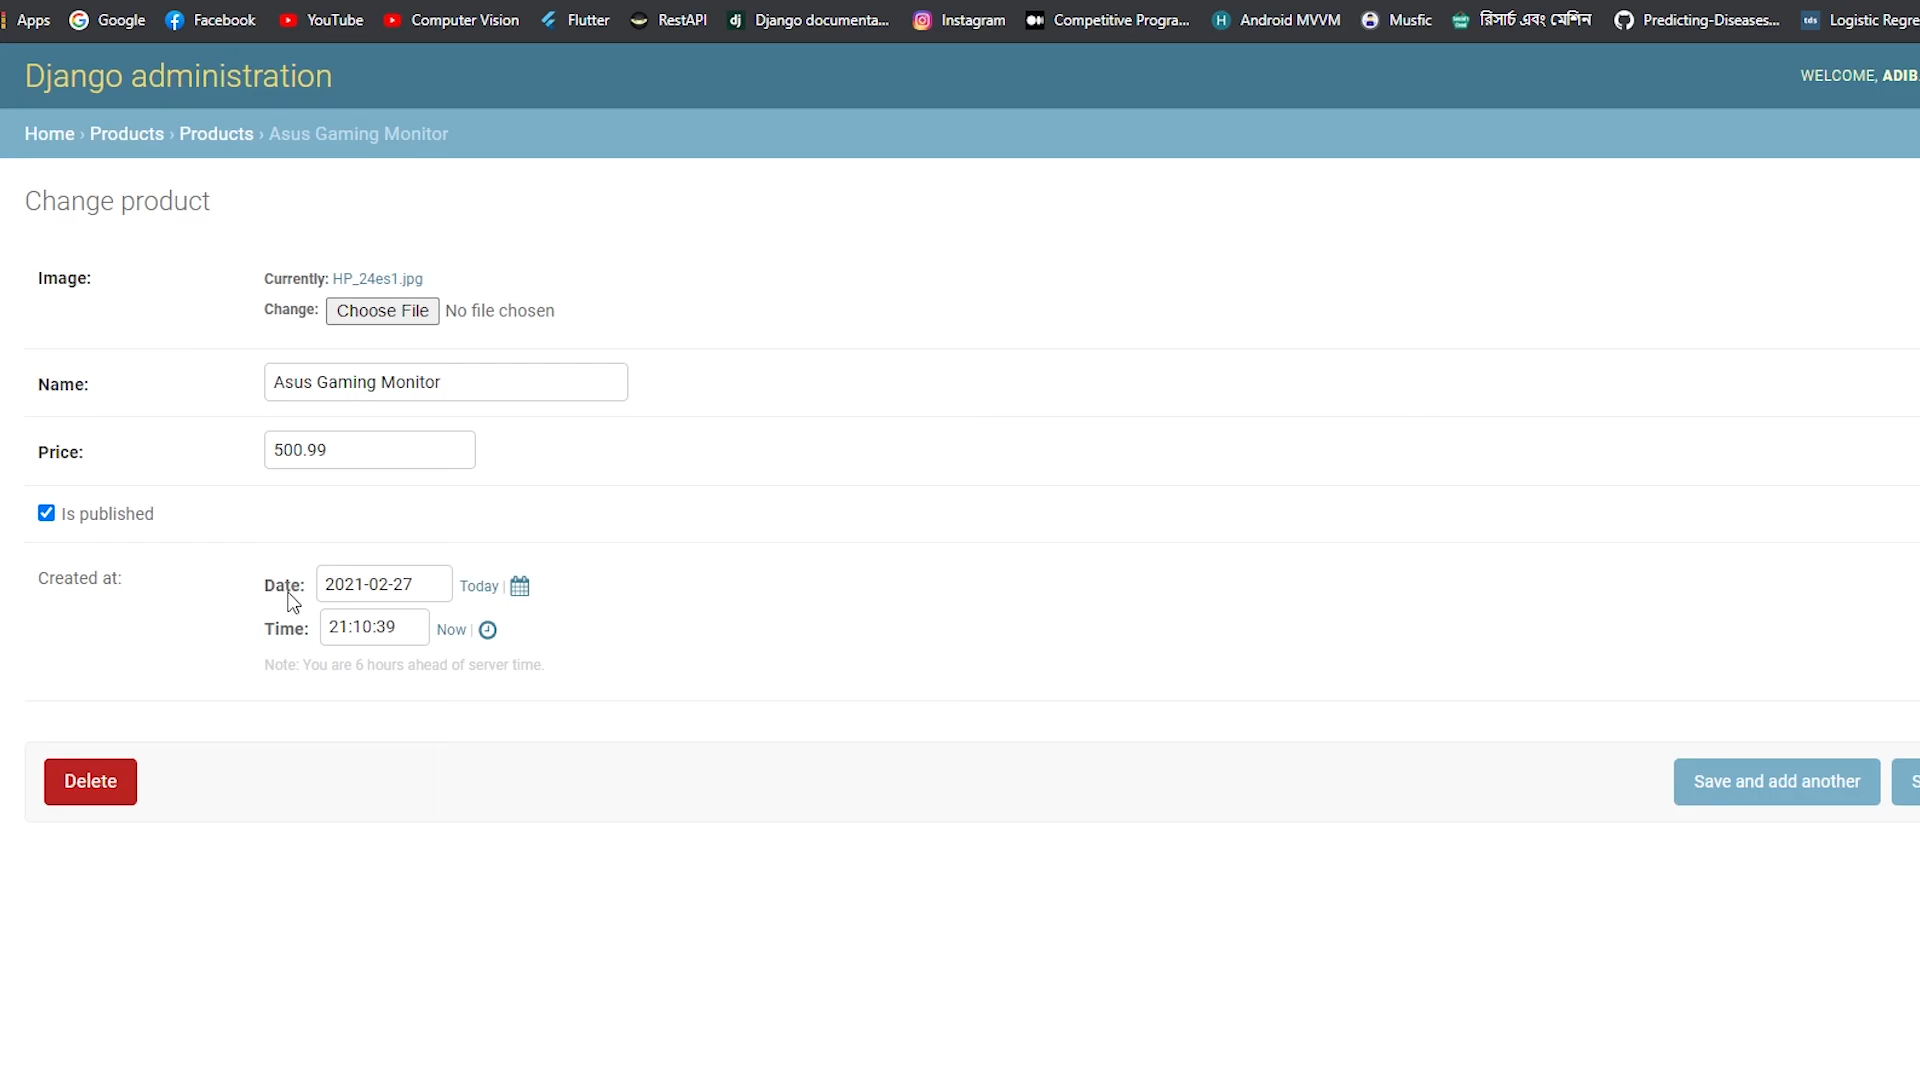 Apps Google Facebook YouTube Computer Vision Flutter RestAPI dj Django documenta... Instagram Competitive Progra... H Android MVVM Musfic রিসার্চ এবং মেশিন Predicting-Diseases... tds Logistic Regre
Django administration WELCOME, ADIB.
Home › Products › Products › Asus Gaming Monitor
Change product
Image: Currently: HP_24es1.jpg
Change: Choose File No file chosen
Name: Asus Gaming Monitor
Price: 500.99
Is published
Created at: Date: 2021-02-27 Today |
Time: 21:10:39 Now |
Note: You are 6 hours ahead of server time.
Delete Save and add another S